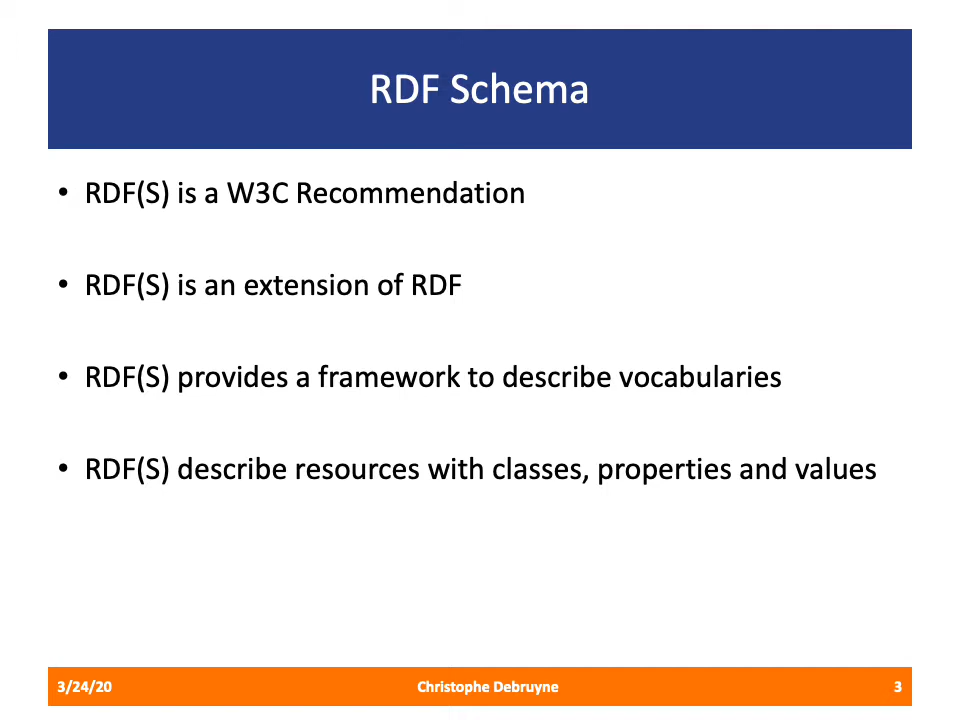 RDF Schema
• RDF(S) is a W3C Recommendation
• RDF(S) is an extension of RDF
• RDF(S) provides a framework to describe vocabularies
• RDF(S) describe resources with classes, properties and values
3/24/20 Christophe Debruyne 3